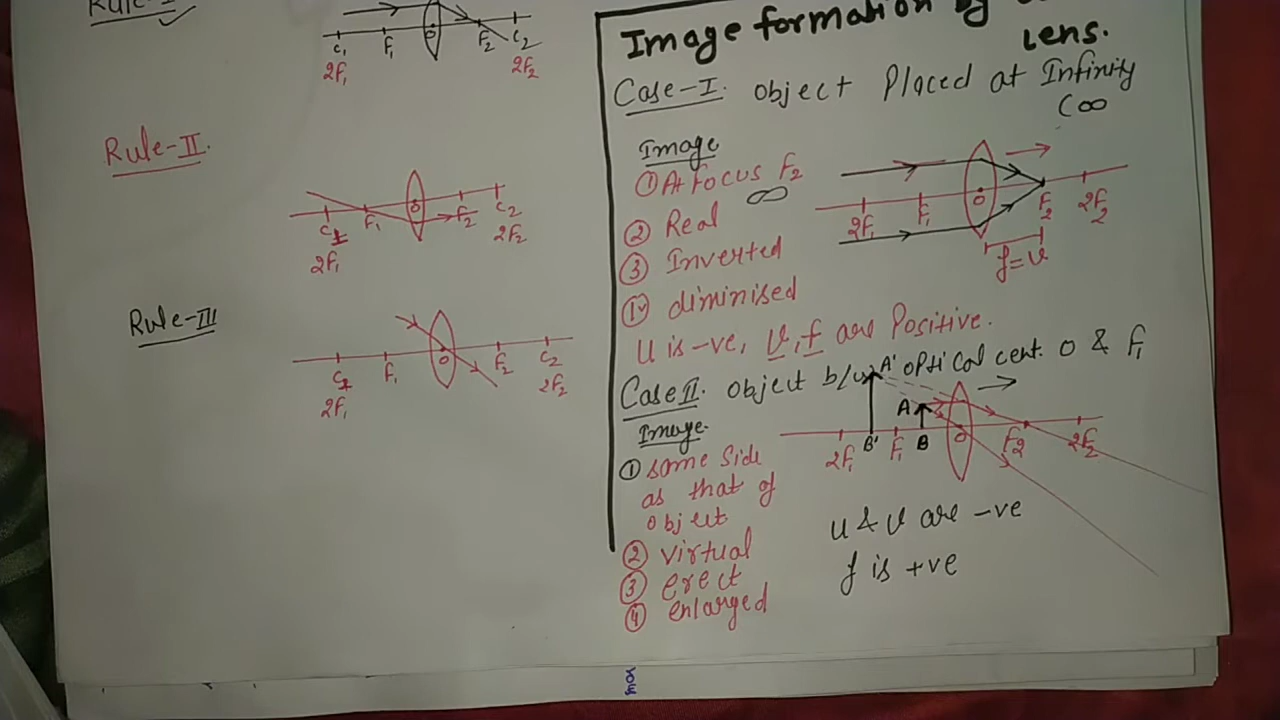 Rule-
C1 F1 O F2 C2
2F1 2F2
Rule-II.
C1 F1 O F2 C2
2F1 2F2
Rule-III
C1 F1 O F2 C2
2F1 2F2
Image formation by
lens.
Case-I. object Placed at Infinity
(∞
Image
① At Focus F2
∞
② Real
③ Inverted
④ diminised
2F1 F1 O F2 2F2
f=v
u is -ve, v, f are Positive.
Case II. object b/w optical cent. O & F1
Image.
① same side
as that of
object
② virtual
③ erect
④ enlarged
A' A
2F1 B' F1 B O F2 2F2
u & v are -ve
f is +ve